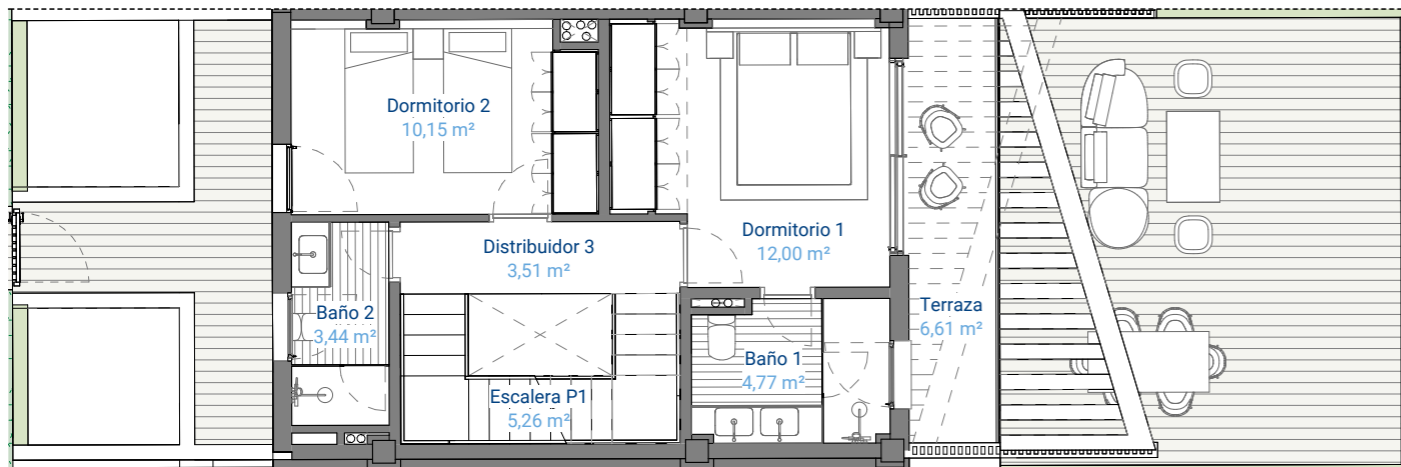 Dormitorio 2
10,15 m²
Dormitorio 1
12,00 m²
Distribuidor 3
3,51 m²
Baño 2
3,44 m²
Terraza
6,61 m²
Baño 1
4,77 m²
Escalera P1
5,26 m²